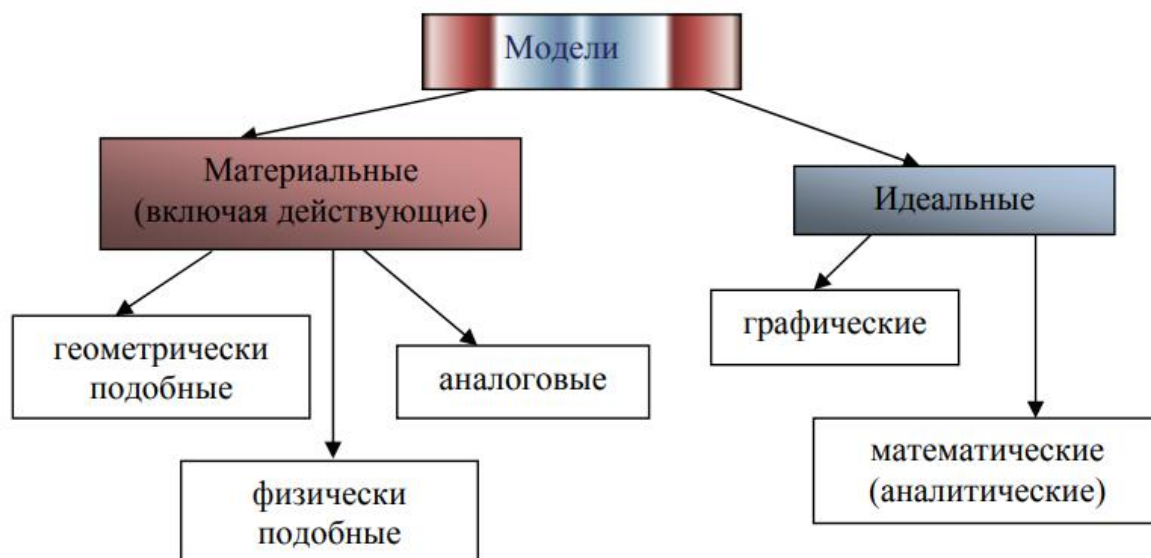 Модели
Материальные
(включая действующие)
Идеальные
геометрически
подобные
аналоговые
графические
физически
подобные
математические
(аналитические)